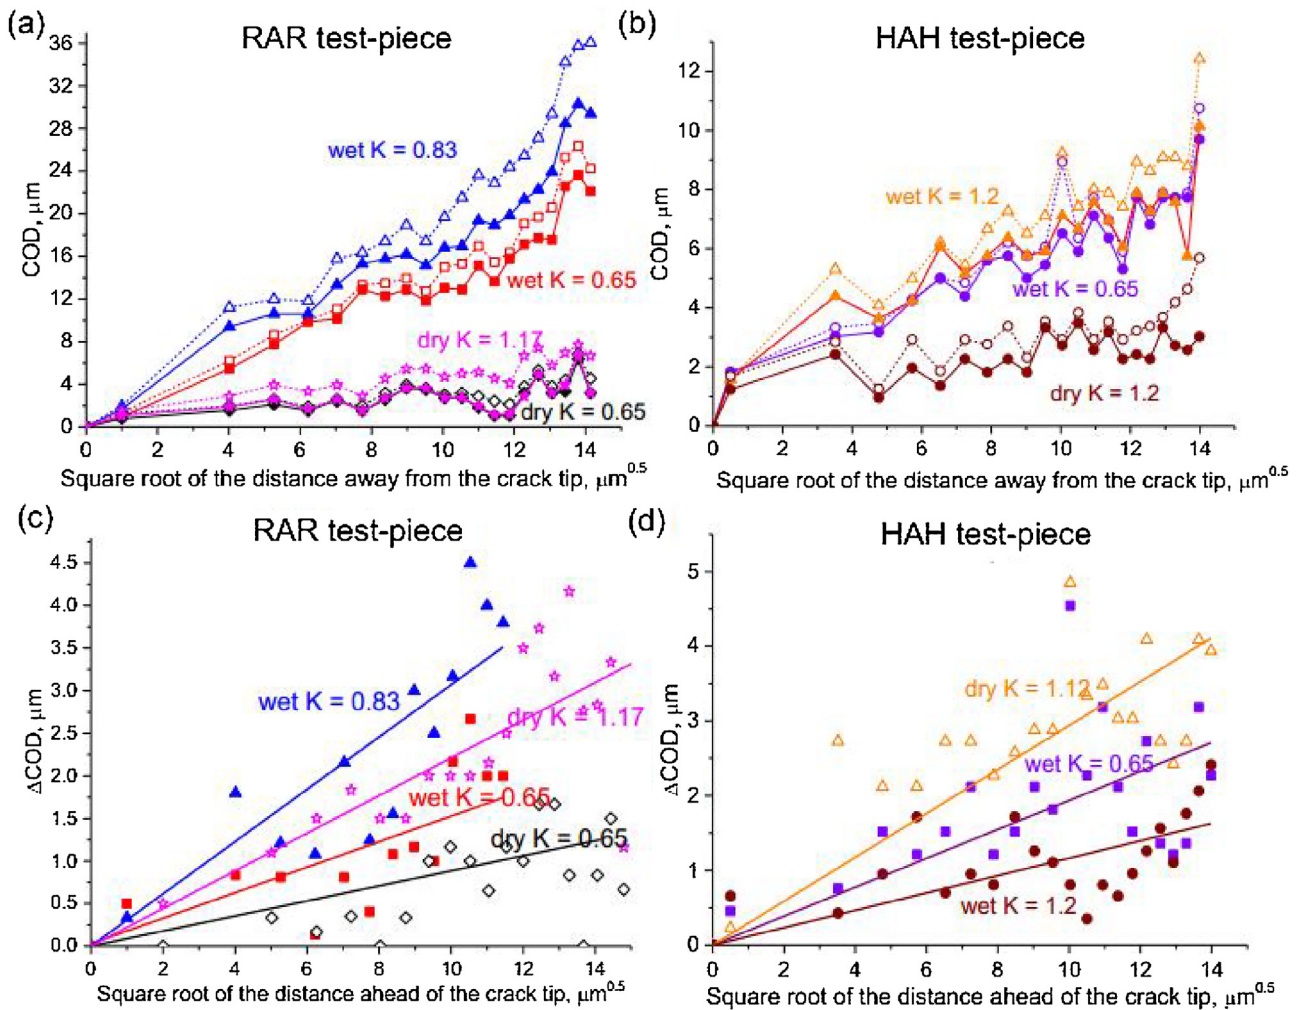 (a)
RAR test-piece
36
32
28
24
20
16
12
8
4
0
COD, μm
wet K = 0.83
wet K = 0.65
dry K = 1.17
dry K = 0.65
0 2 4 6 8 10 12 14
Square root of the distance away from the crack tip, μm0.5
(b)
HAH test-piece
12
10
8
6
4
2
0
COD, μm
wet K = 1.2
wet K = 0.65
dry K = 1.2
0 2 4 6 8 10 12 14
Square root of the distance away from the crack tip, μm0.5
(c)
RAR test-piece
4.5
4.0
3.5
3.0
2.5
2.0
1.5
1.0
0.5
0.0
ΔCOD, μm
wet K = 0.83
dry K = 1.17
wet K = 0.65
dry K = 0.65
0 2 4 6 8 10 12 14
Square root of the distance ahead of the crack tip, μm0.5
(d)
HAH test-piece
5
4
3
2
1
0
ΔCOD, μm
dry K = 1.12
wet K = 0.65
wet K = 1.2
0 2 4 6 8 10 12 14
Square root of the distance ahead of the crack tip, μm0.5